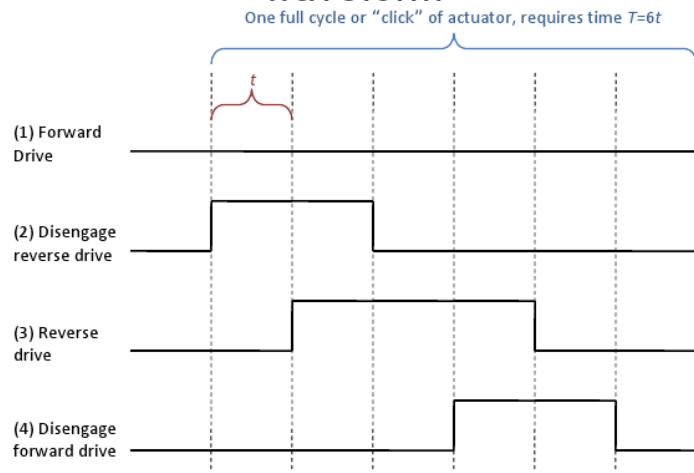 One full cycle or “click” of actuator, requires time T=6t
t
(1) Forward
Drive
(2) Disengage
reverse drive
(3) Reverse
drive
(4) Disengage
forward drive